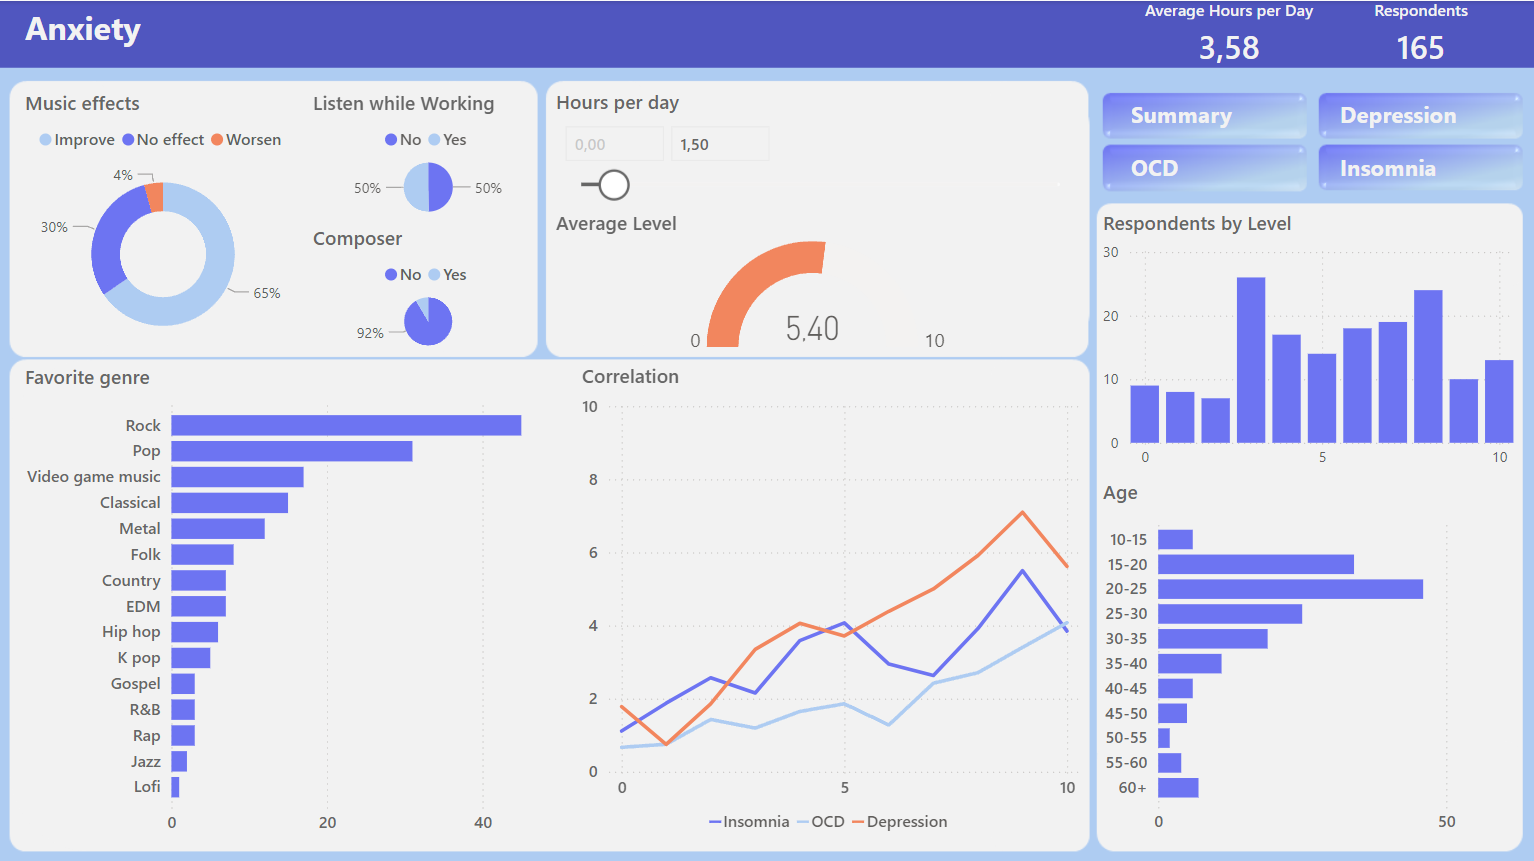 Anxiety
Average Hours per Day
3,58
Respondents
165
Music effects
Improve No effect Worsen
4%
30%
65%
Listen while Working
No Yes
50% 50%
Composer
No Yes
92%
Hours per day
0,00 1,50
Average Level
0 5,40 10
Summary Depression
OCD Insomnia
Respondents by Level
30
20
10
0
0 5 10
Favorite genre
Rock
Pop
Video game music
Classical
Metal
Folk
Country
EDM
Hip hop
K pop
Gospel
R&B
Rap
Jazz
Lofi
0 20 40
Correlation
10
8
6
4
2
0
0 5 10
Insomnia OCD Depression
Age
10-15
15-20
20-25
25-30
30-35
35-40
40-45
45-50
50-55
55-60
60+
0 50